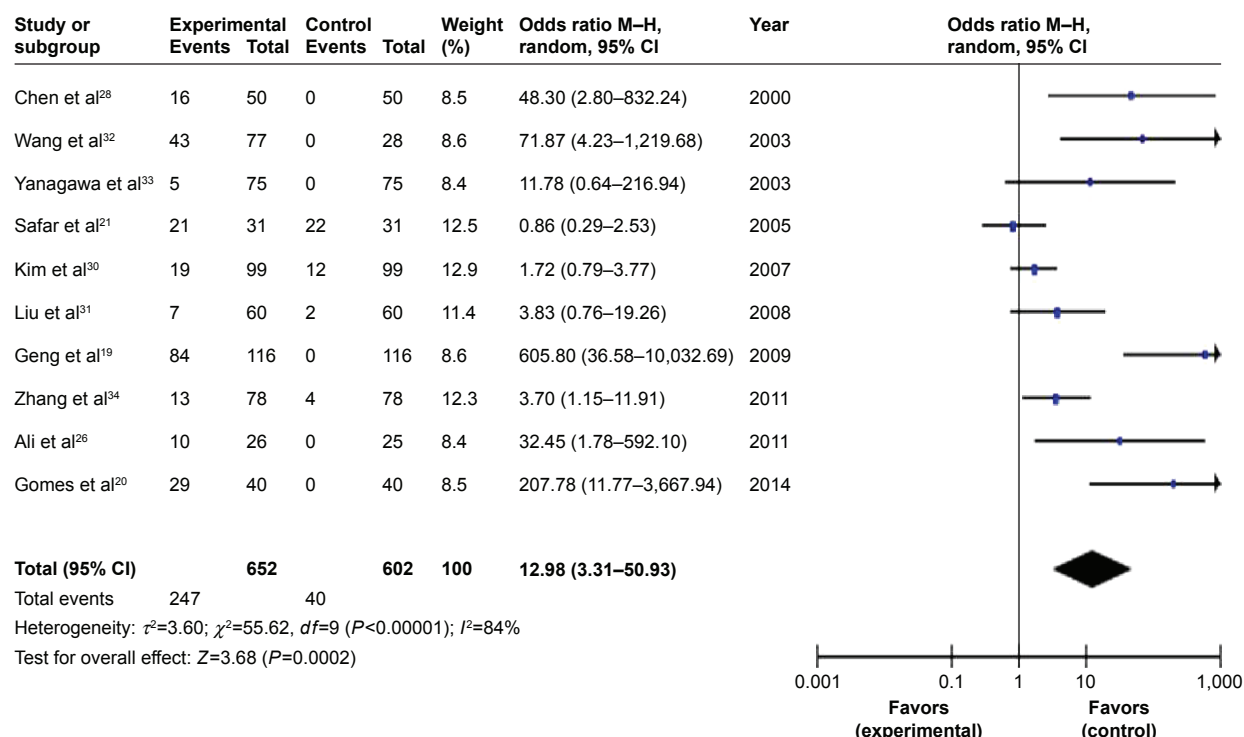 Study or Experimental Control Weight Odds ratio M–H, Year Odds ratio M–H,
subgroup Events Total Events Total (%) random, 95% CI random, 95% CI
Chen et al28 16 50 0 50 8.5 48.30 (2.80–832.24) 2000
Wang et al32 43 77 0 28 8.6 71.87 (4.23–1,219.68) 2003
Yanagawa et al33 5 75 0 75 8.4 11.78 (0.64–216.94) 2003
Safar et al21 21 31 22 31 12.5 0.86 (0.29–2.53) 2005
Kim et al30 19 99 12 99 12.9 1.72 (0.79–3.77) 2007
Liu et al31 7 60 2 60 11.4 3.83 (0.76–19.26) 2008
Geng et al19 84 116 0 116 8.6 605.80 (36.58–10,032.69) 2009
Zhang et al34 13 78 4 78 12.3 3.70 (1.15–11.91) 2011
Ali et al26 10 26 0 25 8.4 32.45 (1.78–592.10) 2011
Gomes et al20 29 40 0 40 8.5 207.78 (11.77–3,667.94) 2014
Total (95% CI) 652 602 100 12.98 (3.31–50.93)
Total events 247 40
Heterogeneity: τ²=3.60; χ²=55.62, df=9 (P<0.00001); I²=84%
Test for overall effect: Z=3.68 (P=0.0002)
0.001 0.1 1 10 1,000
Favors Favors
(experimental) (control)